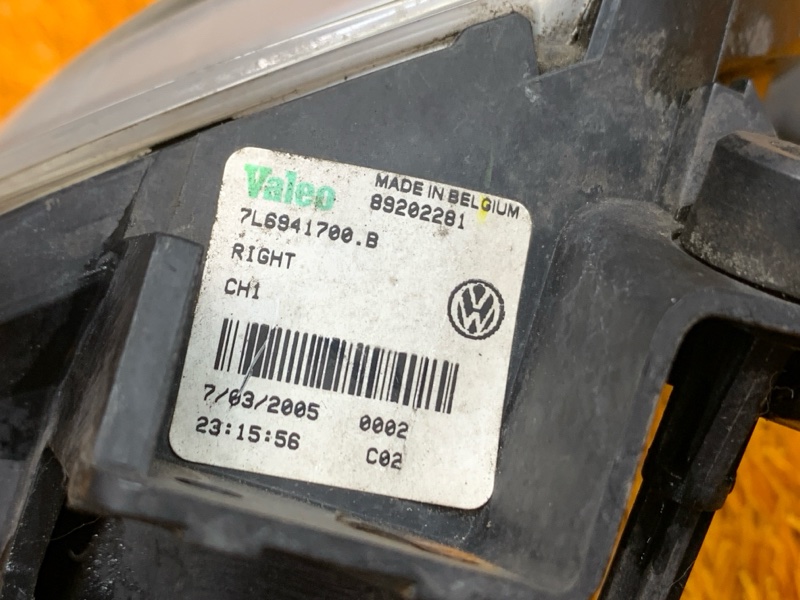 Valeo MADE IN BELGIUM
89202281
7L6941700.B
RIGHT
CH1
7/03/2005 0002
23:15:56 C02